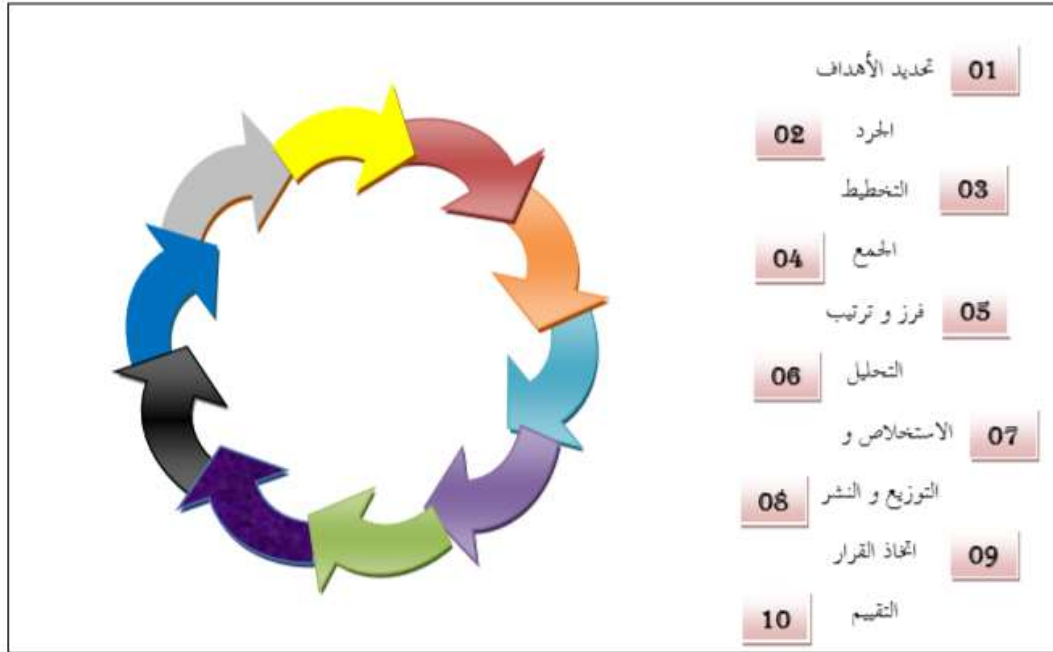 01 تحديد الأهداف
02 الجرد
03 التخطيط
04 الجمع
05 فرز و ترتيب
06 التحليل
07 الاستخلاص و
08 التوزيع و النشر
09 اتخاذ القرار
10 التقييم